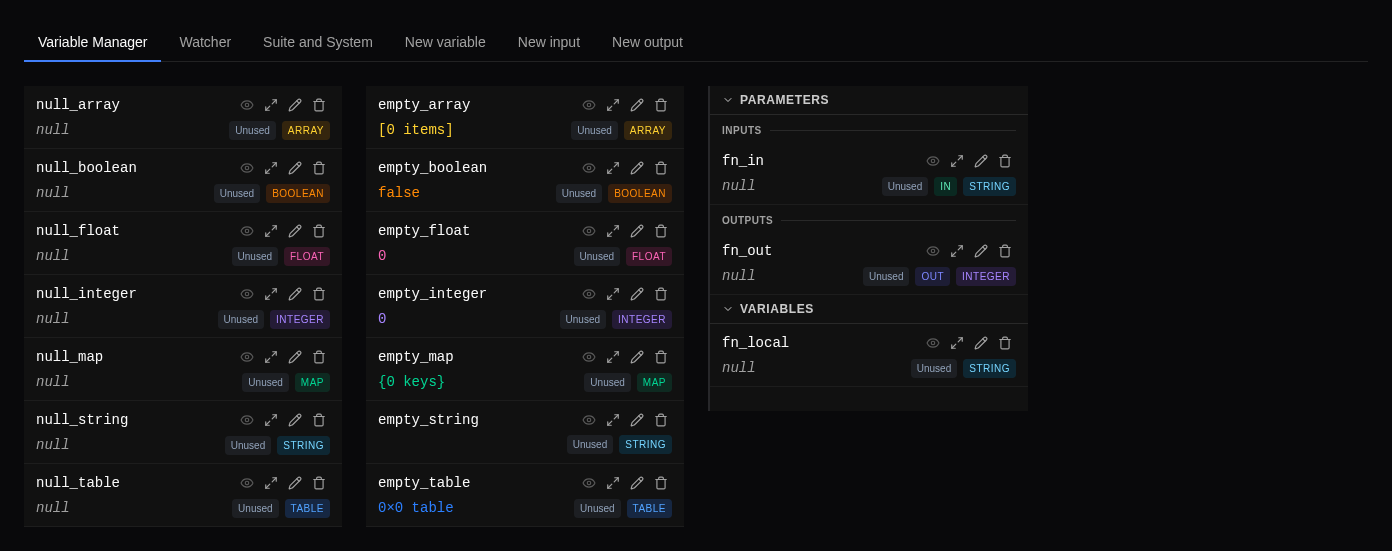 Variable Manager Watcher Suite and System New variable New input New output
null_array
null Unused ARRAY
null_boolean
null Unused BOOLEAN
null_float
null Unused FLOAT
null_integer
null Unused INTEGER
null_map
null Unused MAP
null_string
null Unused STRING
null_table
null Unused TABLE
empty_array
[0 items] Unused ARRAY
empty_boolean
false Unused BOOLEAN
empty_float
0 Unused FLOAT
empty_integer
0 Unused INTEGER
empty_map
{0 keys} Unused MAP
empty_string
Unused STRING
empty_table
0×0 table Unused TABLE
PARAMETERS
INPUTS
fn_in
null Unused IN STRING
OUTPUTS
fn_out
null Unused OUT INTEGER
VARIABLES
fn_local
null Unused STRING